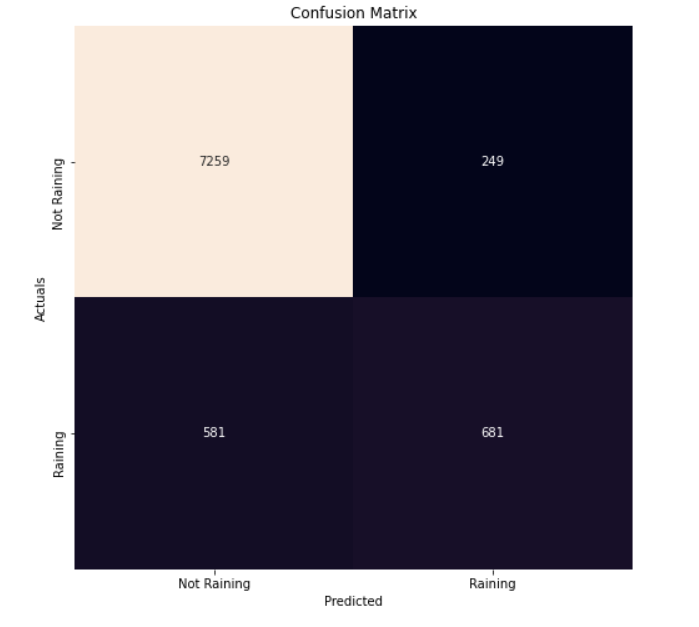 Confusion Matrix
Not Raining
7259
249
Actuals
Raining
581
681
Not Raining
Raining
Predicted